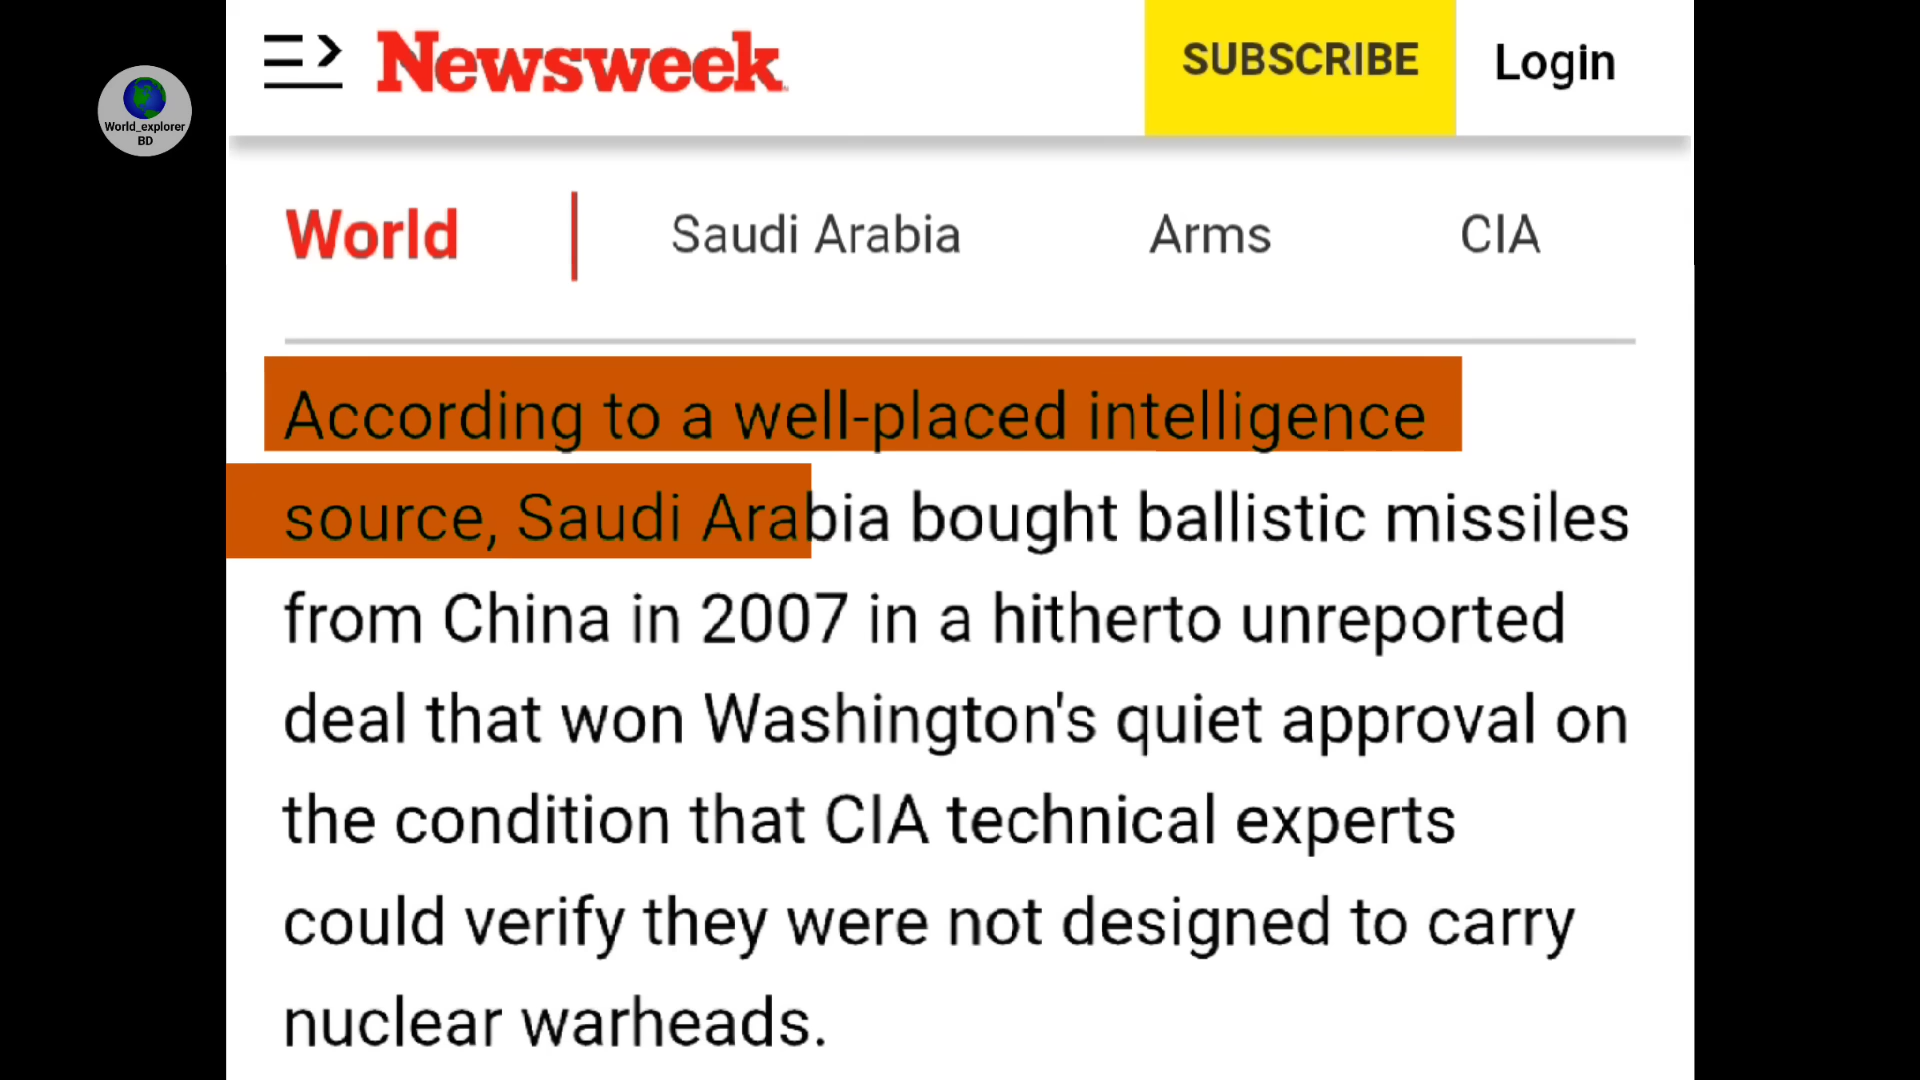 Newsweek
SUBSCRIBE
Login
World_explorer
BD
World
Saudi Arabia
Arms
CIA
According to a well-placed intelligence
source, Saudi Arabia bought ballistic missiles
from China in 2007 in a hitherto unreported
deal that won Washington's quiet approval on
the condition that CIA technical experts
could verify they were not designed to carry
nuclear warheads.